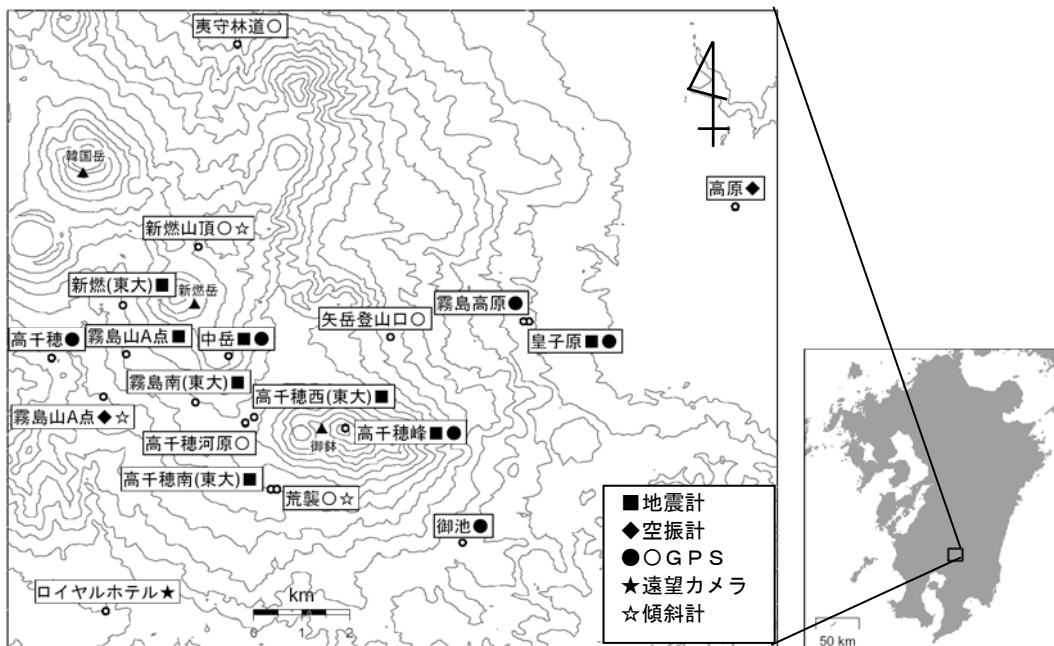 夷守林道○
韓国岳
高原◆
新燃山頂○☆
新燃(東大)■
新燃岳
霧島高原●
矢岳登山口○
高千穂●
霧島山A点■
中岳■●
皇子原■●
霧島南(東大)■
高千穂西(東大)■
霧島山A点◆☆
高千穂河原○
御鉢
高千穂峰■●
高千穂南(東大)■
荒襲○☆
御池●
ロイヤルホテル★
km
0 1 2
■地震計
◆空振計
●○GPS
★遠望カメラ
☆傾斜計
50 km